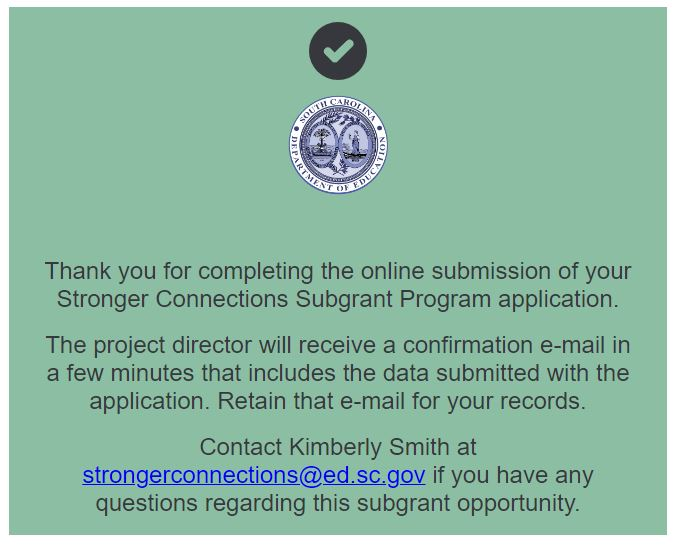 SOUTH CAROLINA
DEPARTMENT OF EDUCATION
Thank you for completing the online submission of your
Stronger Connections Subgrant Program application.
The project director will receive a confirmation e-mail in
a few minutes that includes the data submitted with the
application. Retain that e-mail for your records.
Contact Kimberly Smith at
strongerconnections@ed.sc.gov if you have any
questions regarding this subgrant opportunity.